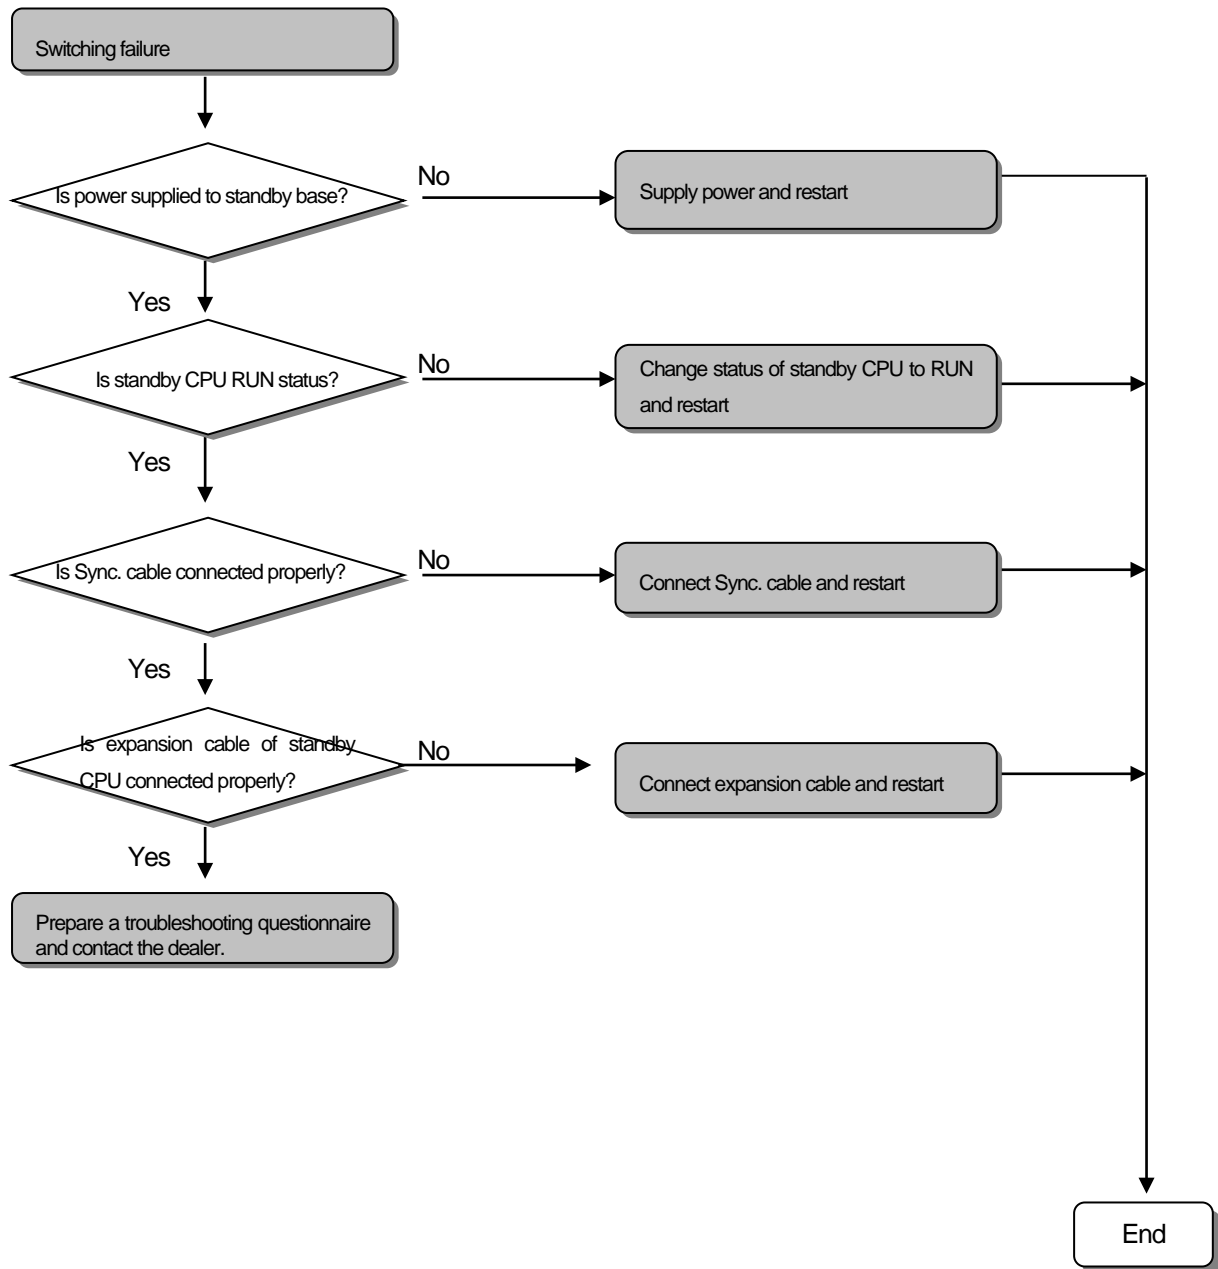 Switching failure
Is power supplied to standby base?
No
Supply power and restart
Yes
Is standby CPU RUN status?
No
Change status of standby CPU to RUN
and restart
Yes
Is Sync. cable connected properly?
No
Connect Sync. cable and restart
Yes
Is expansion cable of standby
CPU connected properly?
No
Connect expansion cable and restart
Yes
Prepare a troubleshooting questionnaire
and contact the dealer.
End